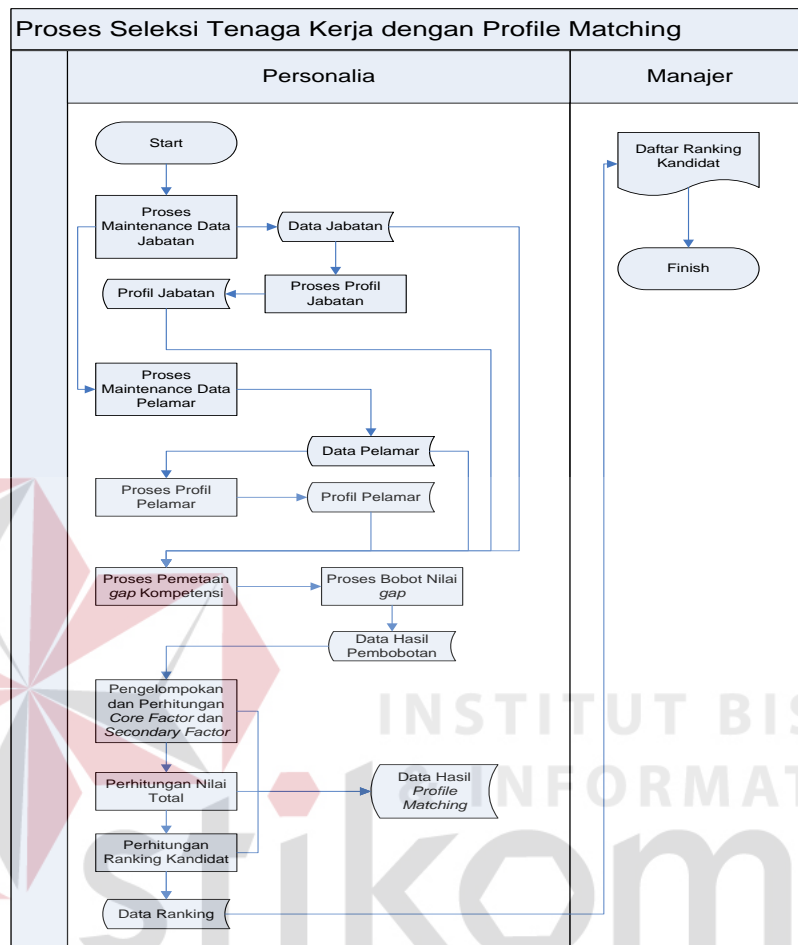 Proses Seleksi Tenaga Kerja dengan Profile Matching
Personalia
Manajer
Start
Daftar Ranking
Kandidat
Proses
Maintenance Data
Jabatan
Data Jabatan
Finish
Profil Jabatan
Proses Profil
Jabatan
Proses
Maintenance Data
Pelamar
Data Pelamar
Proses Profil
Pelamar
Profil Pelamar
Proses Pemetaan
gap Kompetensi
Proses Bobot Nilai
gap
Data Hasil
Pembobotan
Pengelompokan
dan Perhitungan
Core Factor dan
Secondary Factor
INSTITUT BIS
Perhitungan Nilai
Total
Data Hasil
Profile
Matching
& INFORMAT
Perhitungan
Ranking Kandidat
stikom
Data Ranking